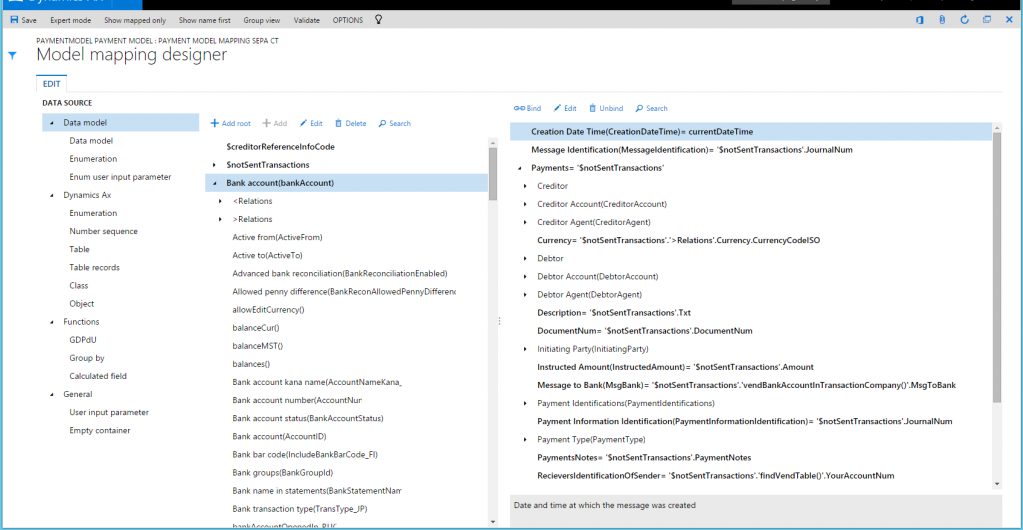 Dynamics AX
Save Expert mode Show mapped only Show name first Group view Validate OPTIONS
PAYMENTMODEL PAYMENT MODEL : PAYMENT MODEL MAPPING SEPA CT
Model mapping designer
EDIT
DATA SOURCE
Data model
Data model
Enumeration
Enum user input parameter
Dynamics Ax
Enumeration
Number sequence
Table
Table records
Class
Object
Functions
GDPdU
Group by
Calculated field
General
User input parameter
Empty container
Add root Add Edit Delete Search
$creditorReferenceInfoCode
$notSentTransactions
Bank account(bankAccount)
<Relations
>Relations
Active from(ActiveFrom)
Active to(ActiveTo)
Advanced bank reconciliation(BankReconciliationEnabled)
Allowed penny difference(BankReconAllowedPennyDifferenc
allowEditCurrency()
balanceCur()
balanceMST()
balances()
Bank account kana name(AccountNameKana_
Bank account number(AccountNur
Bank account status(BankAccountStatus)
Bank account(AccountID)
Bank bar code(IncludeBankBarCode_FI)
Bank groups(BankGroupId)
Bank name in statements(BankStatementNam
Bank transaction type(TransType_JP)
bankAccountOpenedIn_RU(
Bind Edit Unbind Search
Creation Date Time(CreationDateTime)= currentDateTime
Message Identification(MessageIdentification)= '$notSentTransactions'.JournalNum
Payments= '$notSentTransactions'
Creditor
Creditor Account(CreditorAccount)
Creditor Agent(CreditorAgent)
Currency= '$notSentTransactions'.'>Relations'.Currency.CurrencyCodeISO
Debtor
Debtor Account(DebtorAccount)
Debtor Agent(DebtorAgent)
Description= '$notSentTransactions'.Txt
DocumentNum= '$notSentTransactions'.DocumentNum
Initiating Party(InitiatingParty)
Instructed Amount(InstructedAmount)= '$notSentTransactions'.Amount
Message to Bank(MsgBank)= '$notSentTransactions'.'vendBankAccountInTransactionCompany()'.MsgToBank
Payment Identifications(PaymentIdentifications)
Payment Information Identification(PaymentInformationIdentification)= '$notSentTransactions'.JournalNum
Payment Type(PaymentType)
PaymentsNotes= '$notSentTransactions'.PaymentNotes
RecieversIdentificationOfSender= '$notSentTransactions'.'findVendTable()'.YourAccountNum
Date and time at which the message was created